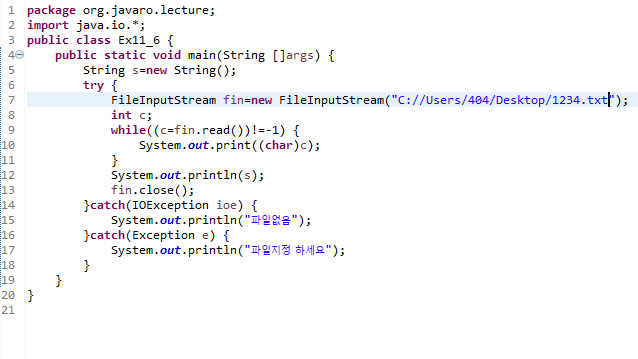 1 package org.javaro.lecture;
2 import java.io.*;
3 public class Ex11_6 {
4     public static void main(String []args) {
5         String s=new String();
6         try {
7             FileInputStream fin=new FileInputStream("C://Users/404/Desktop/1234.txt");
8             int c;
9             while((c=fin.read())!=-1) {
10                 System.out.print((char)c);
11             }
12             System.out.println(s);
13             fin.close();
14         }catch(IOException ioe) {
15             System.out.println("파일없음");
16         }catch(Exception e) {
17             System.out.println("파일지정 하세요");
18         }
19     }
20 }
21